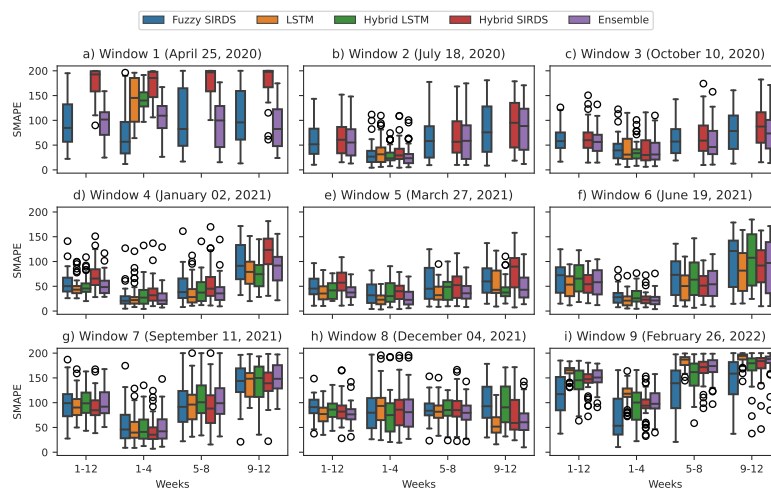 Fuzzy SIRDS LSTM Hybrid LSTM Hybrid SIRDS Ensemble
a) Window 1 (April 25, 2020) b) Window 2 (July 18, 2020) c) Window 3 (October 10, 2020)
200
150
100
50
0
SMAPE
d) Window 4 (January 02, 2021) e) Window 5 (March 27, 2021) f) Window 6 (June 19, 2021)
200
150
100
50
0
SMAPE
g) Window 7 (September 11, 2021) h) Window 8 (December 04, 2021) i) Window 9 (February 26, 2022)
200
150
100
50
0
SMAPE
1-12 1-4 5-8 9-12 1-12 1-4 5-8 9-12 1-12 1-4 5-8 9-12
Weeks Weeks Weeks